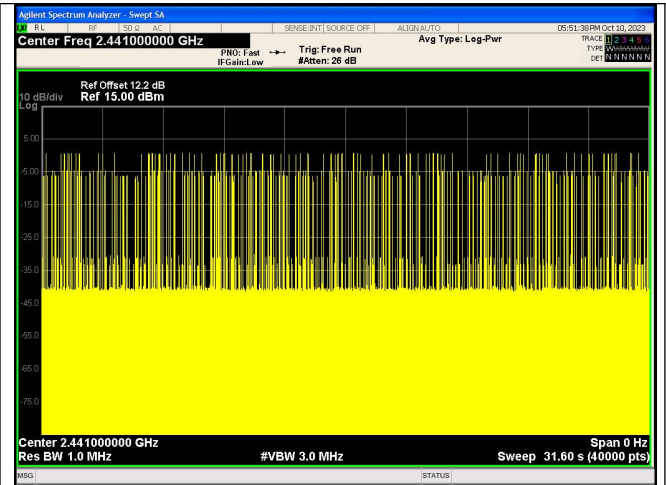 Agilent Spectrum Analyzer - Swept SA
RL RF 50 Ω AC SENSE:INT SOURCE OFF ALIGN AUTO 05:51:38 PM Oct 10, 2023
Center Freq 2.441000000 GHz
PNO: Fast
IFGain:Low
Trig: Free Run
#Atten: 26 dB
Avg Type: Log-Pwr
TRACE 1 2 3 4 5 6
TYPE
DET N N N N N N
Ref Offset 12.2 dB
10 dB/div Ref 15.00 dBm
Log
5.00
-5.00
-15.0
-25.0
-35.0
-45.0
-55.0
-65.0
-75.0
Center 2.441000000 GHz Span 0 Hz
Res BW 1.0 MHz #VBW 3.0 MHz Sweep 31.60 s (40000 pts)
MSG STATUS